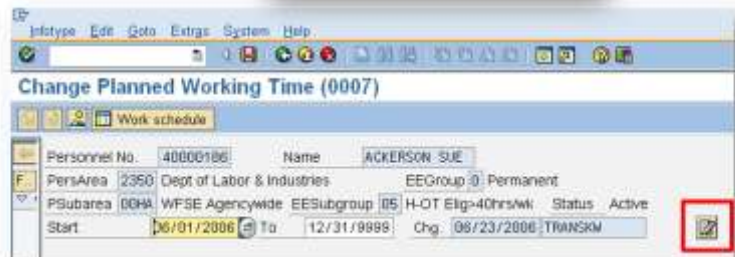 Infotype Edit Goto Extras System Help
Change Planned Working Time (0007)
Work schedule
Personnel No. 40000186 Name ACKERSON SUE
PersArea 2350 Dept of Labor & Industries EEGroup 0 Permanent
PSubarea 00HA WFSE Agencywide EESubgroup 05 H-OT Elig>40hrs/wk Status Active
Start 06/01/2006 To 12/31/9999 Chg 06/23/2006 TRANSKW
F..